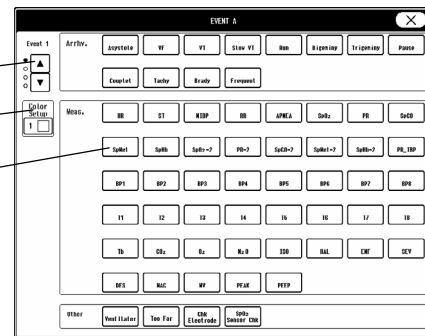 EVENT A
Event 1
Arrhy.
Asystole VF VT Slow VT Run Bigeminy Trigeminy Pause
Couplet Tachy Brady Frequent
Color
Setup
1
Meas.
HR ST NIBP RR APNEA SpO₂ PR SpCO
SpMet SpHb SpO₂-2 PR-2 SpCO-2 SpMet-2 SpHb-2 PR_IBP
BP1 BP2 BP3 BP4 BP5 BP6 BP7 BP8
T1 T2 T3 T4 T5 T6 T7 T8
Tb CO₂ O₂ N₂O ISO HAL ENF SEV
DES MAC MV PEAK PEEP
Other
Ventilator Too Far Chk Electrode SpO₂ Sensor Chk